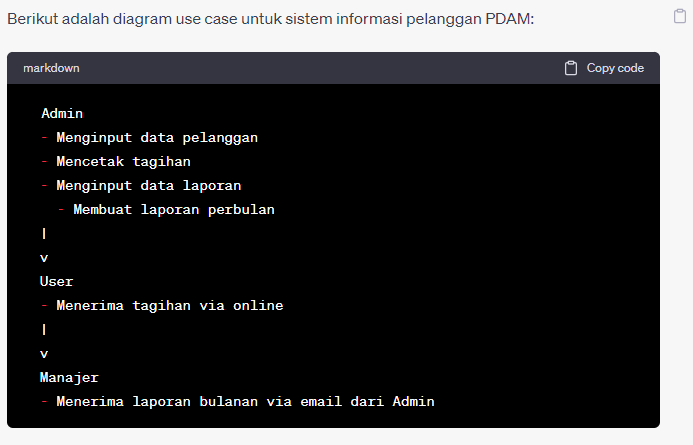 Berikut adalah diagram use case untuk sistem informasi pelanggan PDAM:
markdown
Copy code
Admin
- Menginput data pelanggan
- Mencetak tagihan
- Menginput data laporan
- Membuat laporan perbulan
|
v
User
- Menerima tagihan via online
|
v
Manajer
- Menerima laporan bulanan via email dari Admin